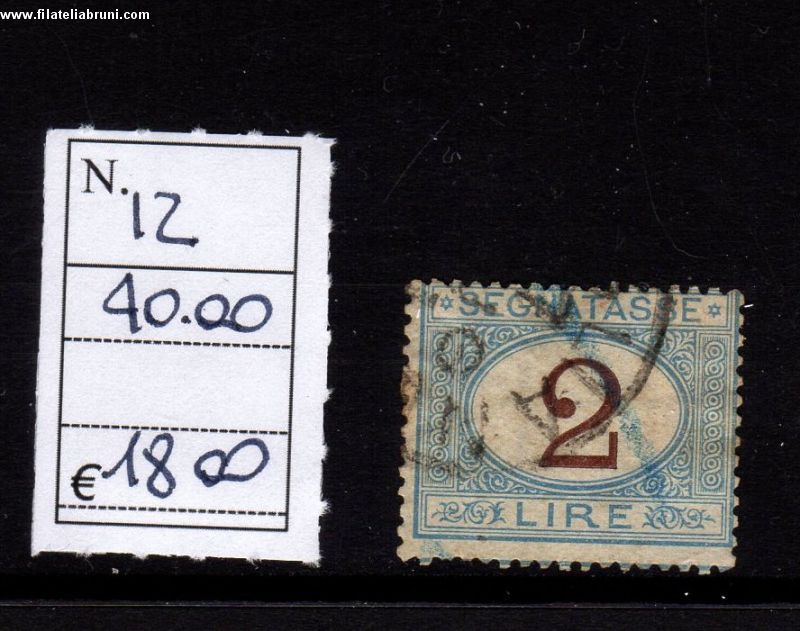 www.filateliabruni.com
N. 12
40.00
€ 18 00
SEGNATASSE
2
LIRE